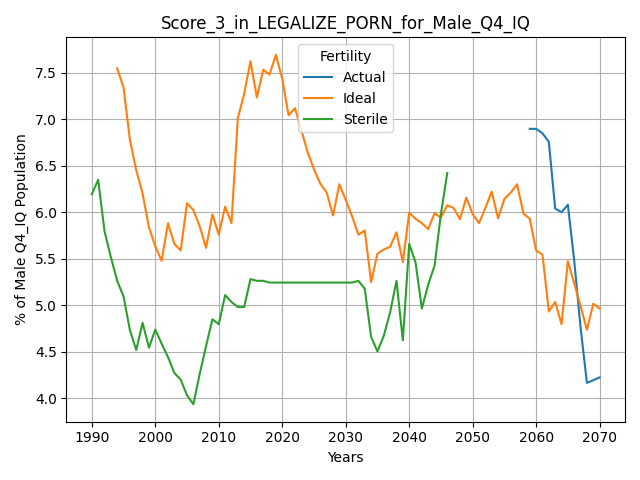 Score_3_in_LEGALIZE_PORN_for_Male_Q4_IQ
Fertility
Actual
Ideal
Sterile
% of Male Q4_IQ Population
7.5
7.0
6.5
6.0
5.5
5.0
4.5
4.0
1990 2000 2010 2020 2030 2040 2050 2060 2070
Years